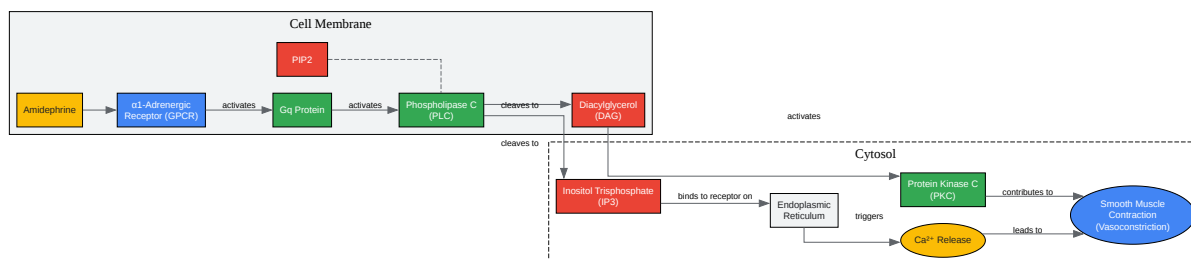 Cell Membrane
PIP2
Amidephrine
α1-Adrenergic
Receptor (GPCR)
activates
Gq Protein
activates
Phospholipase C
(PLC)
cleaves to
Diacylglycerol
(DAG)
activates
cleaves to
Cytosol
Inositol Trisphosphate
(IP3)
binds to receptor on
Endoplasmic
Reticulum
triggers
Protein Kinase C
(PKC)
contributes to
Ca²⁺ Release
leads to
Smooth Muscle
Contraction
(Vasoconstriction)